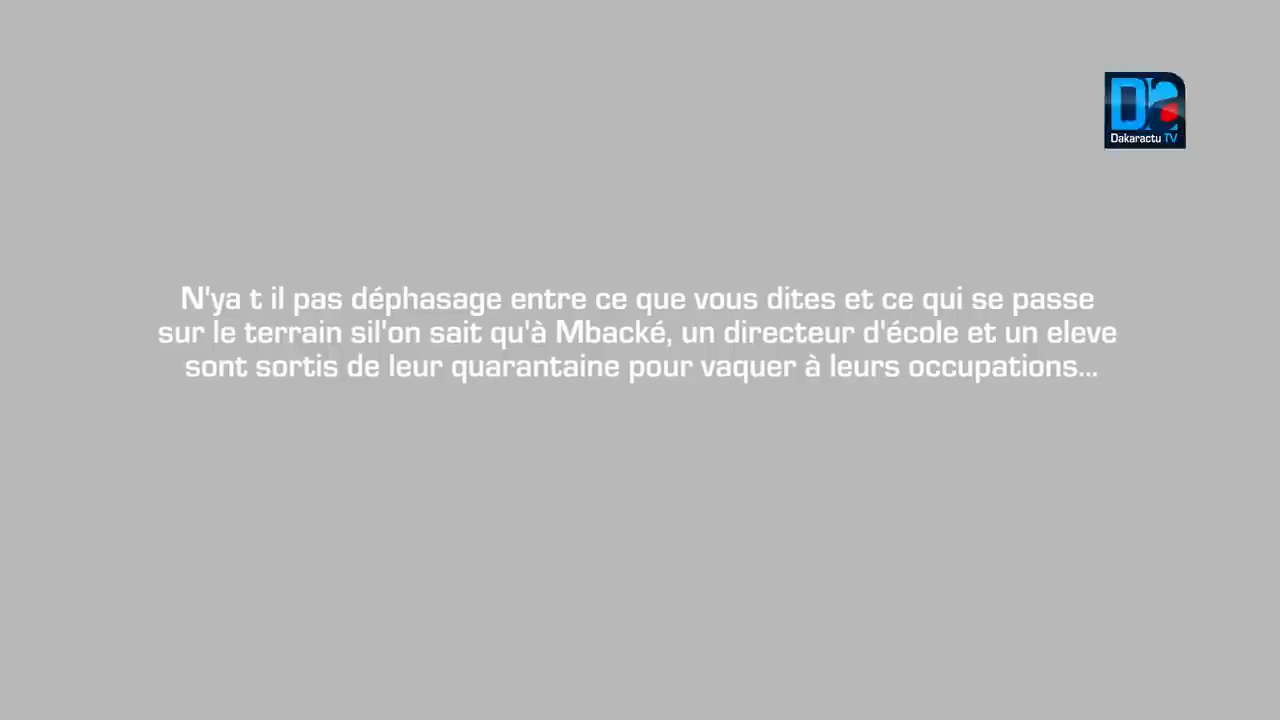 Dakaractu TV
N'ya t il pas déphasage entre ce que vous dites et ce qui se passe
sur le terrain sil'on sait qu'à Mbacké, un directeur d'école et un eleve
sont sortis de leur quarantaine pour vaquer à leurs occupations...